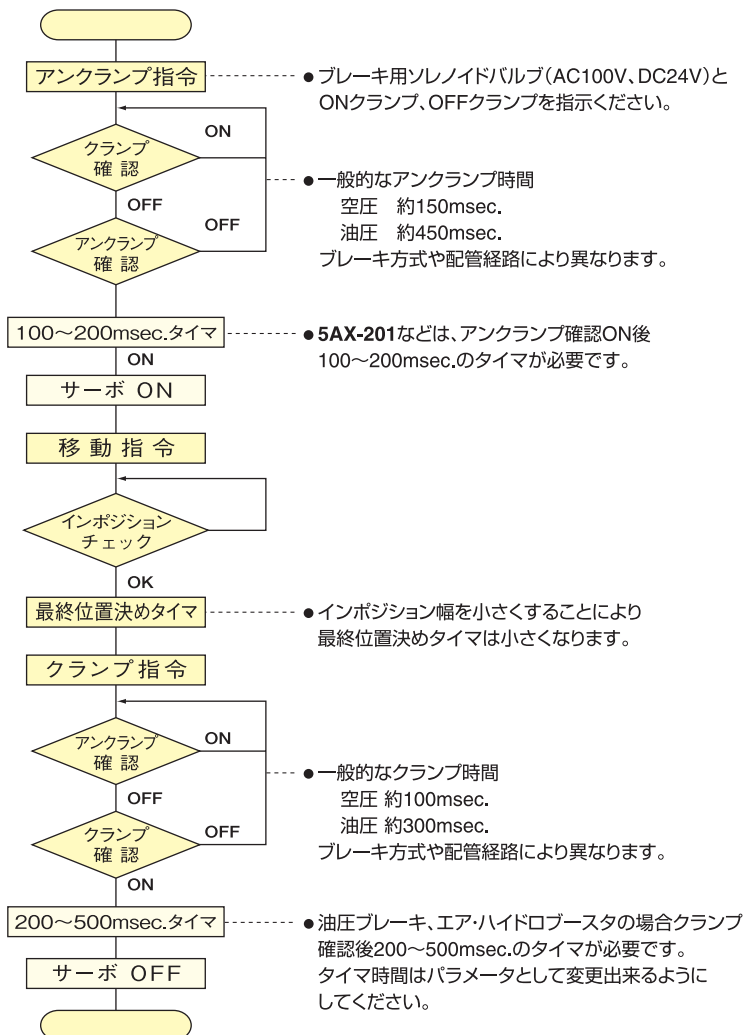 アンクランプ指令
●ブレーキ用ソレノイドバルブ(AC100V、DC24V)と
ONクランプ、OFFクランプを指示ください。
クランプ
確 認
ON
OFF
アンクランプ
確 認
OFF
●一般的なアンクランプ時間
空圧 約150msec.
油圧 約450msec.
ブレーキ方式や配管経路により異なります。
100〜200msec.タイマ
●5AX-201などは、アンクランプ確認ON後
100〜200msec.のタイマが必要です。
ON
サーボ ON
移 動 指 令
インポジション
チェック
OK
最終位置決めタイマ
●インポジション幅を小さくすることにより
最終位置決めタイマは小さくなります。
クランプ指令
アンクランプ
確 認
ON
OFF
クランプ
確 認
OFF
ON
●一般的なクランプ時間
空圧 約100msec.
油圧 約300msec.
ブレーキ方式や配管経路により異なります。
200〜500msec.タイマ
●油圧ブレーキ、エア・ハイドロブースタの場合クランプ
確認後200〜500msec.のタイマが必要です。
タイマ時間はパラメータとして変更出来るように
してください。
サーボ OFF